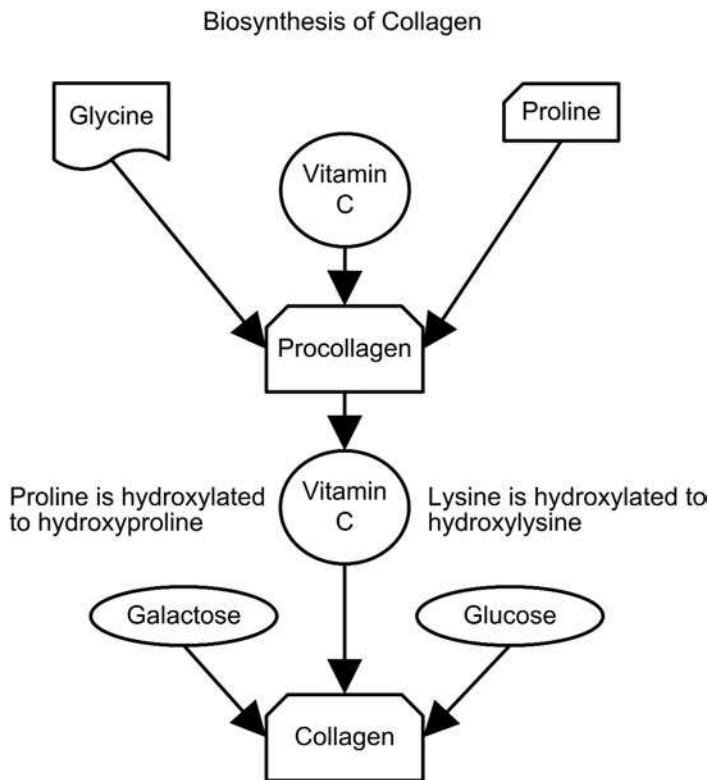 Biosynthesis of Collagen
Glycine
Proline
Vitamin
C
Procollagen
Proline is hydroxylated
to hydroxyproline
Vitamin
C
Lysine is hydroxylated to
hydroxylysine
Galactose
Glucose
Collagen